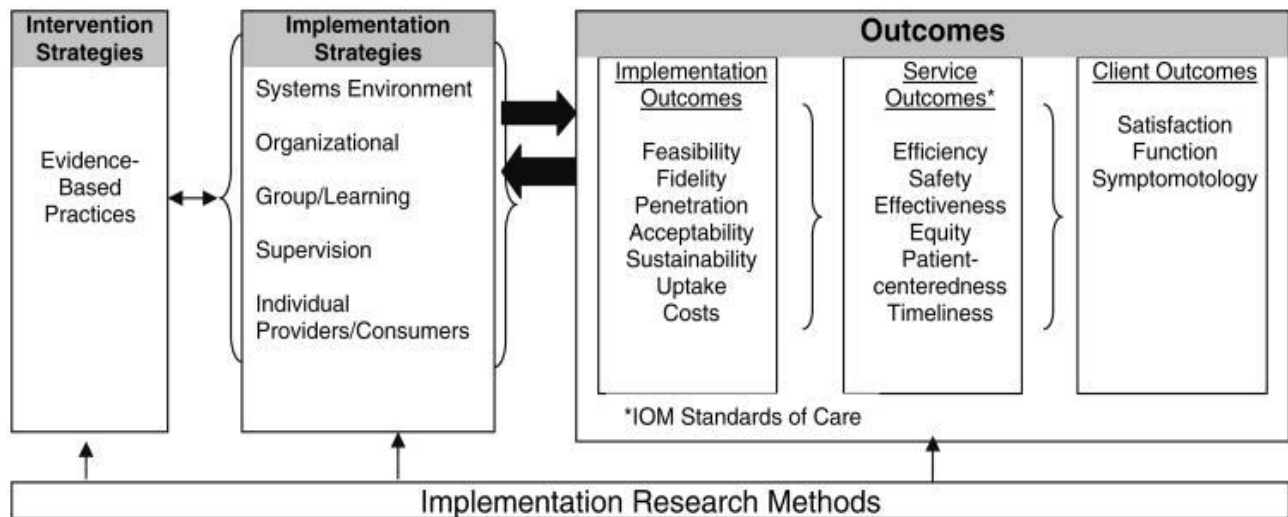 Intervention
Strategies
Evidence-
Based
Practices
Implementation
Strategies
Systems Environment
Organizational
Group/Learning
Supervision
Individual
Providers/Consumers
Outcomes
Implementation
Outcomes
Feasibility
Fidelity
Penetration
Acceptability
Sustainability
Uptake
Costs
Service
Outcomes*
Efficiency
Safety
Effectiveness
Equity
Patient-
centeredness
Timeliness
Client Outcomes
Satisfaction
Function
Symptomotology
*IOM Standards of Care
Implementation Research Methods